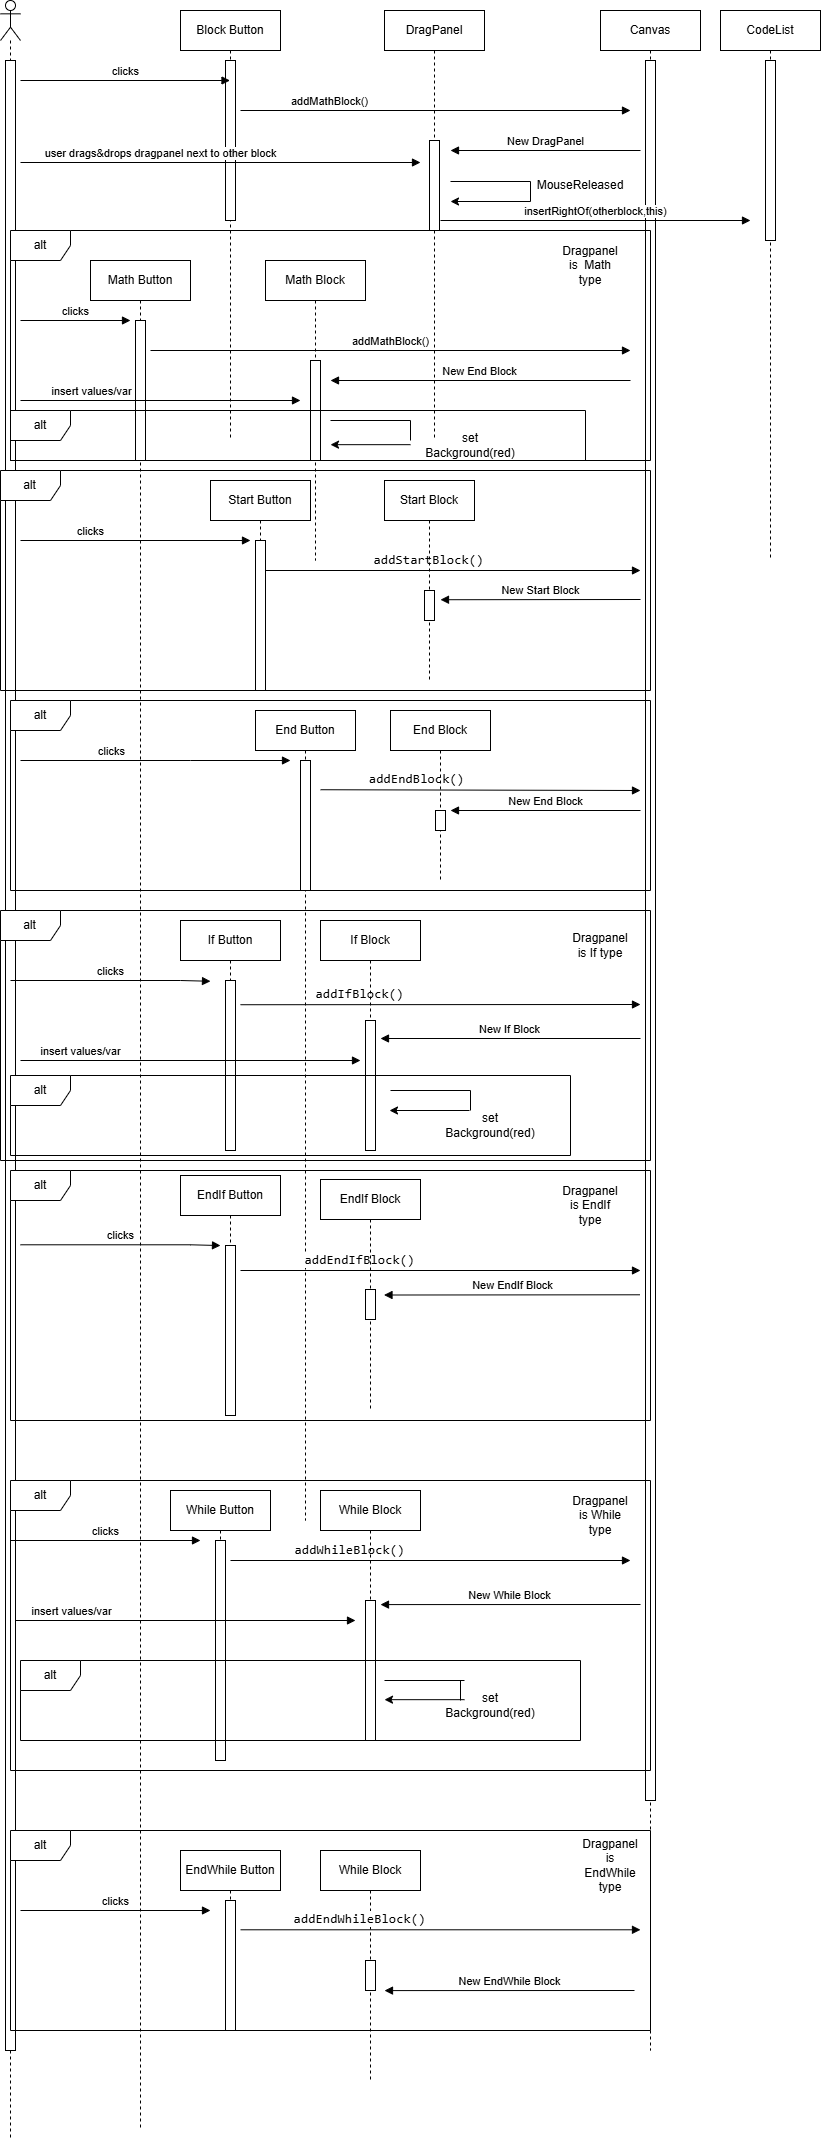 Block Button
DragPanel
Canvas
CodeList
clicks
addMathBlock()
New DragPanel
user drags&drops dragpanel next to other block
MouseReleased
insertRightOf(otherblock,this)
alt
Dragpanel
is Math
type
Math Button
Math Block
clicks
addMathBlock()
New End Block
insert values/var
alt
set
Background(red)
alt
Start Button
Start Block
clicks
addStartBlock()
New Start Block
alt
End Button
End Block
clicks
addEndBlock()
New End Block
alt
If Button
If Block
Dragpanel
is If type
clicks
addIfBlock()
New If Block
insert values/var
alt
set
Background(red)
alt
EndIf Button
EndIf Block
Dragpanel
is EndIf
type
clicks
addEndIfBlock()
New EndIf Block
alt
While Button
While Block
Dragpanel
is While
type
clicks
addWhileBlock()
New While Block
insert values/var
alt
set
Background(red)
alt
Dragpanel
is
EndWhile
type
EndWhile Button
While Block
clicks
addEndWhileBlock()
New EndWhile Block